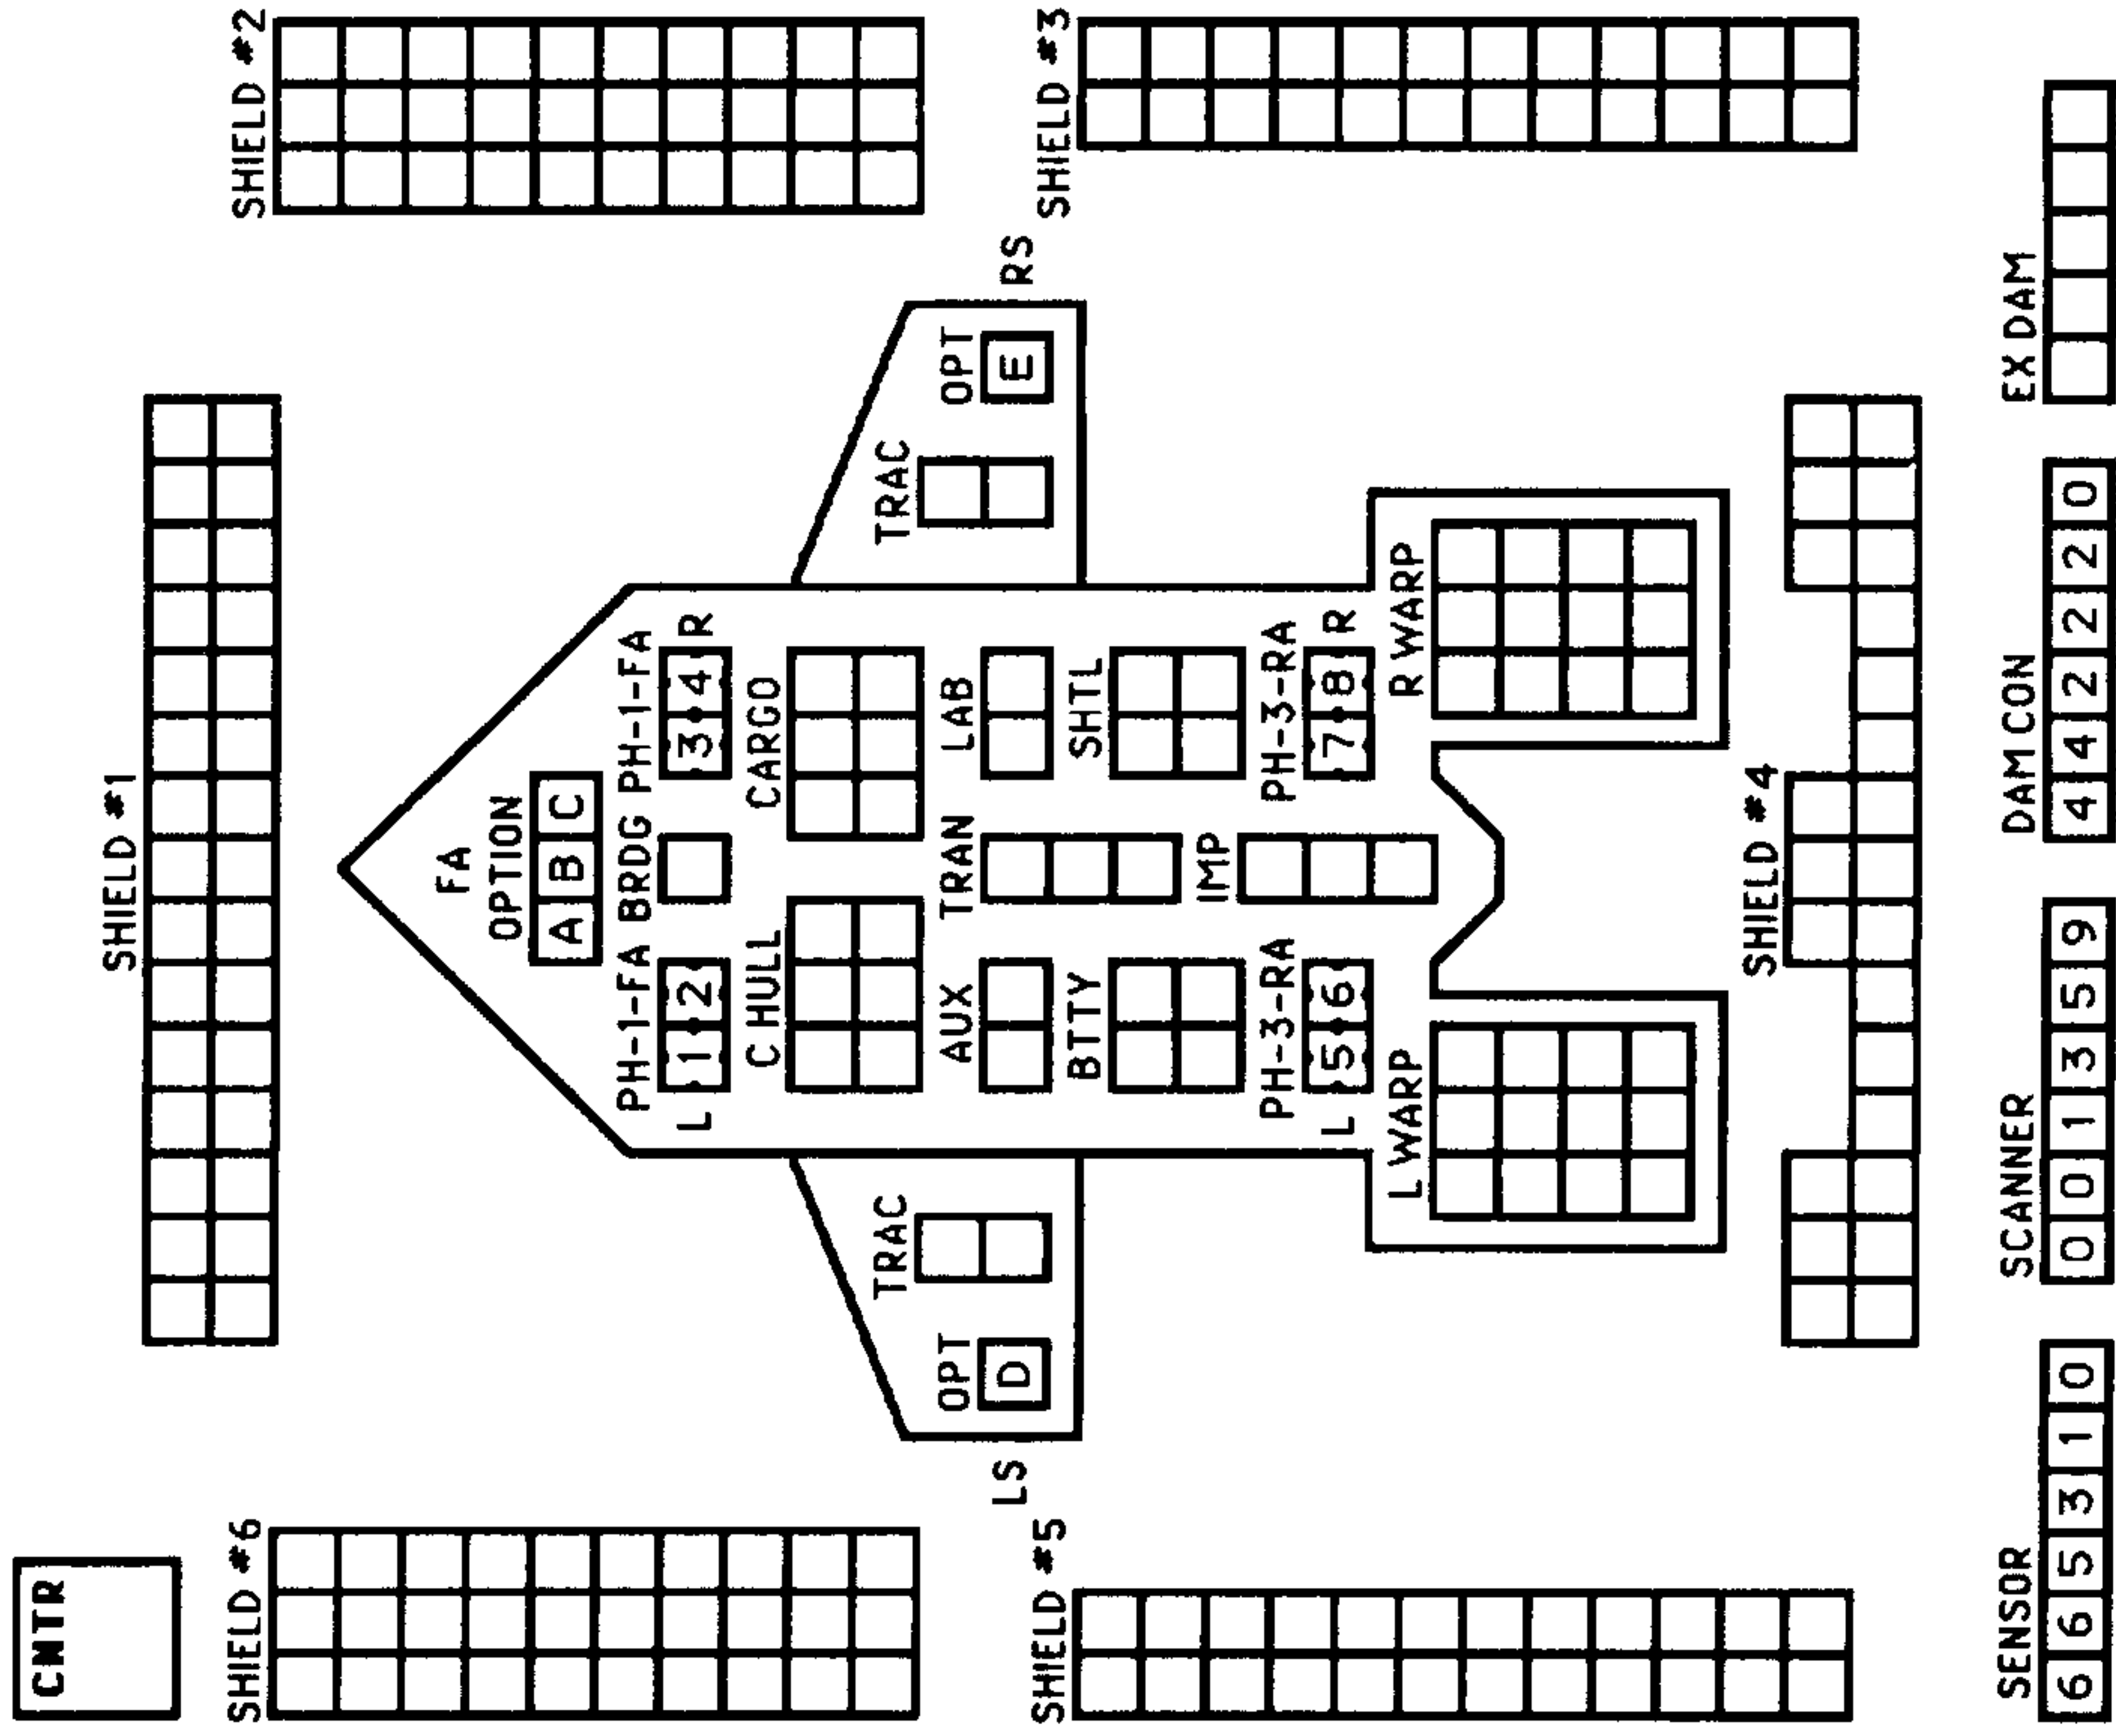 CNTR
SHIELD #1
SHIELD #6
SHIELD #2
FA
OPTION
A B C
PH-1-FA BRDG PH-1-FA
L 1 2
3 4 R
C HULL
CARGO
TRAC
TRAC
OPT
D
OPT
E
AUX
TRAN
LAB
LS
RS
SHIELD #5
SHIELD #3
BTTY
SHTL
IMP
PH-3-RA
PH-3-RA
L 5 6
7 8 R
L WARP
R WARP
SHIELD #4
SENSOR
6 6 5 3 1 0
SCANNER
0 0 1 3 5 9
DAM CON
4 4 2 2 2 0
EX DAM